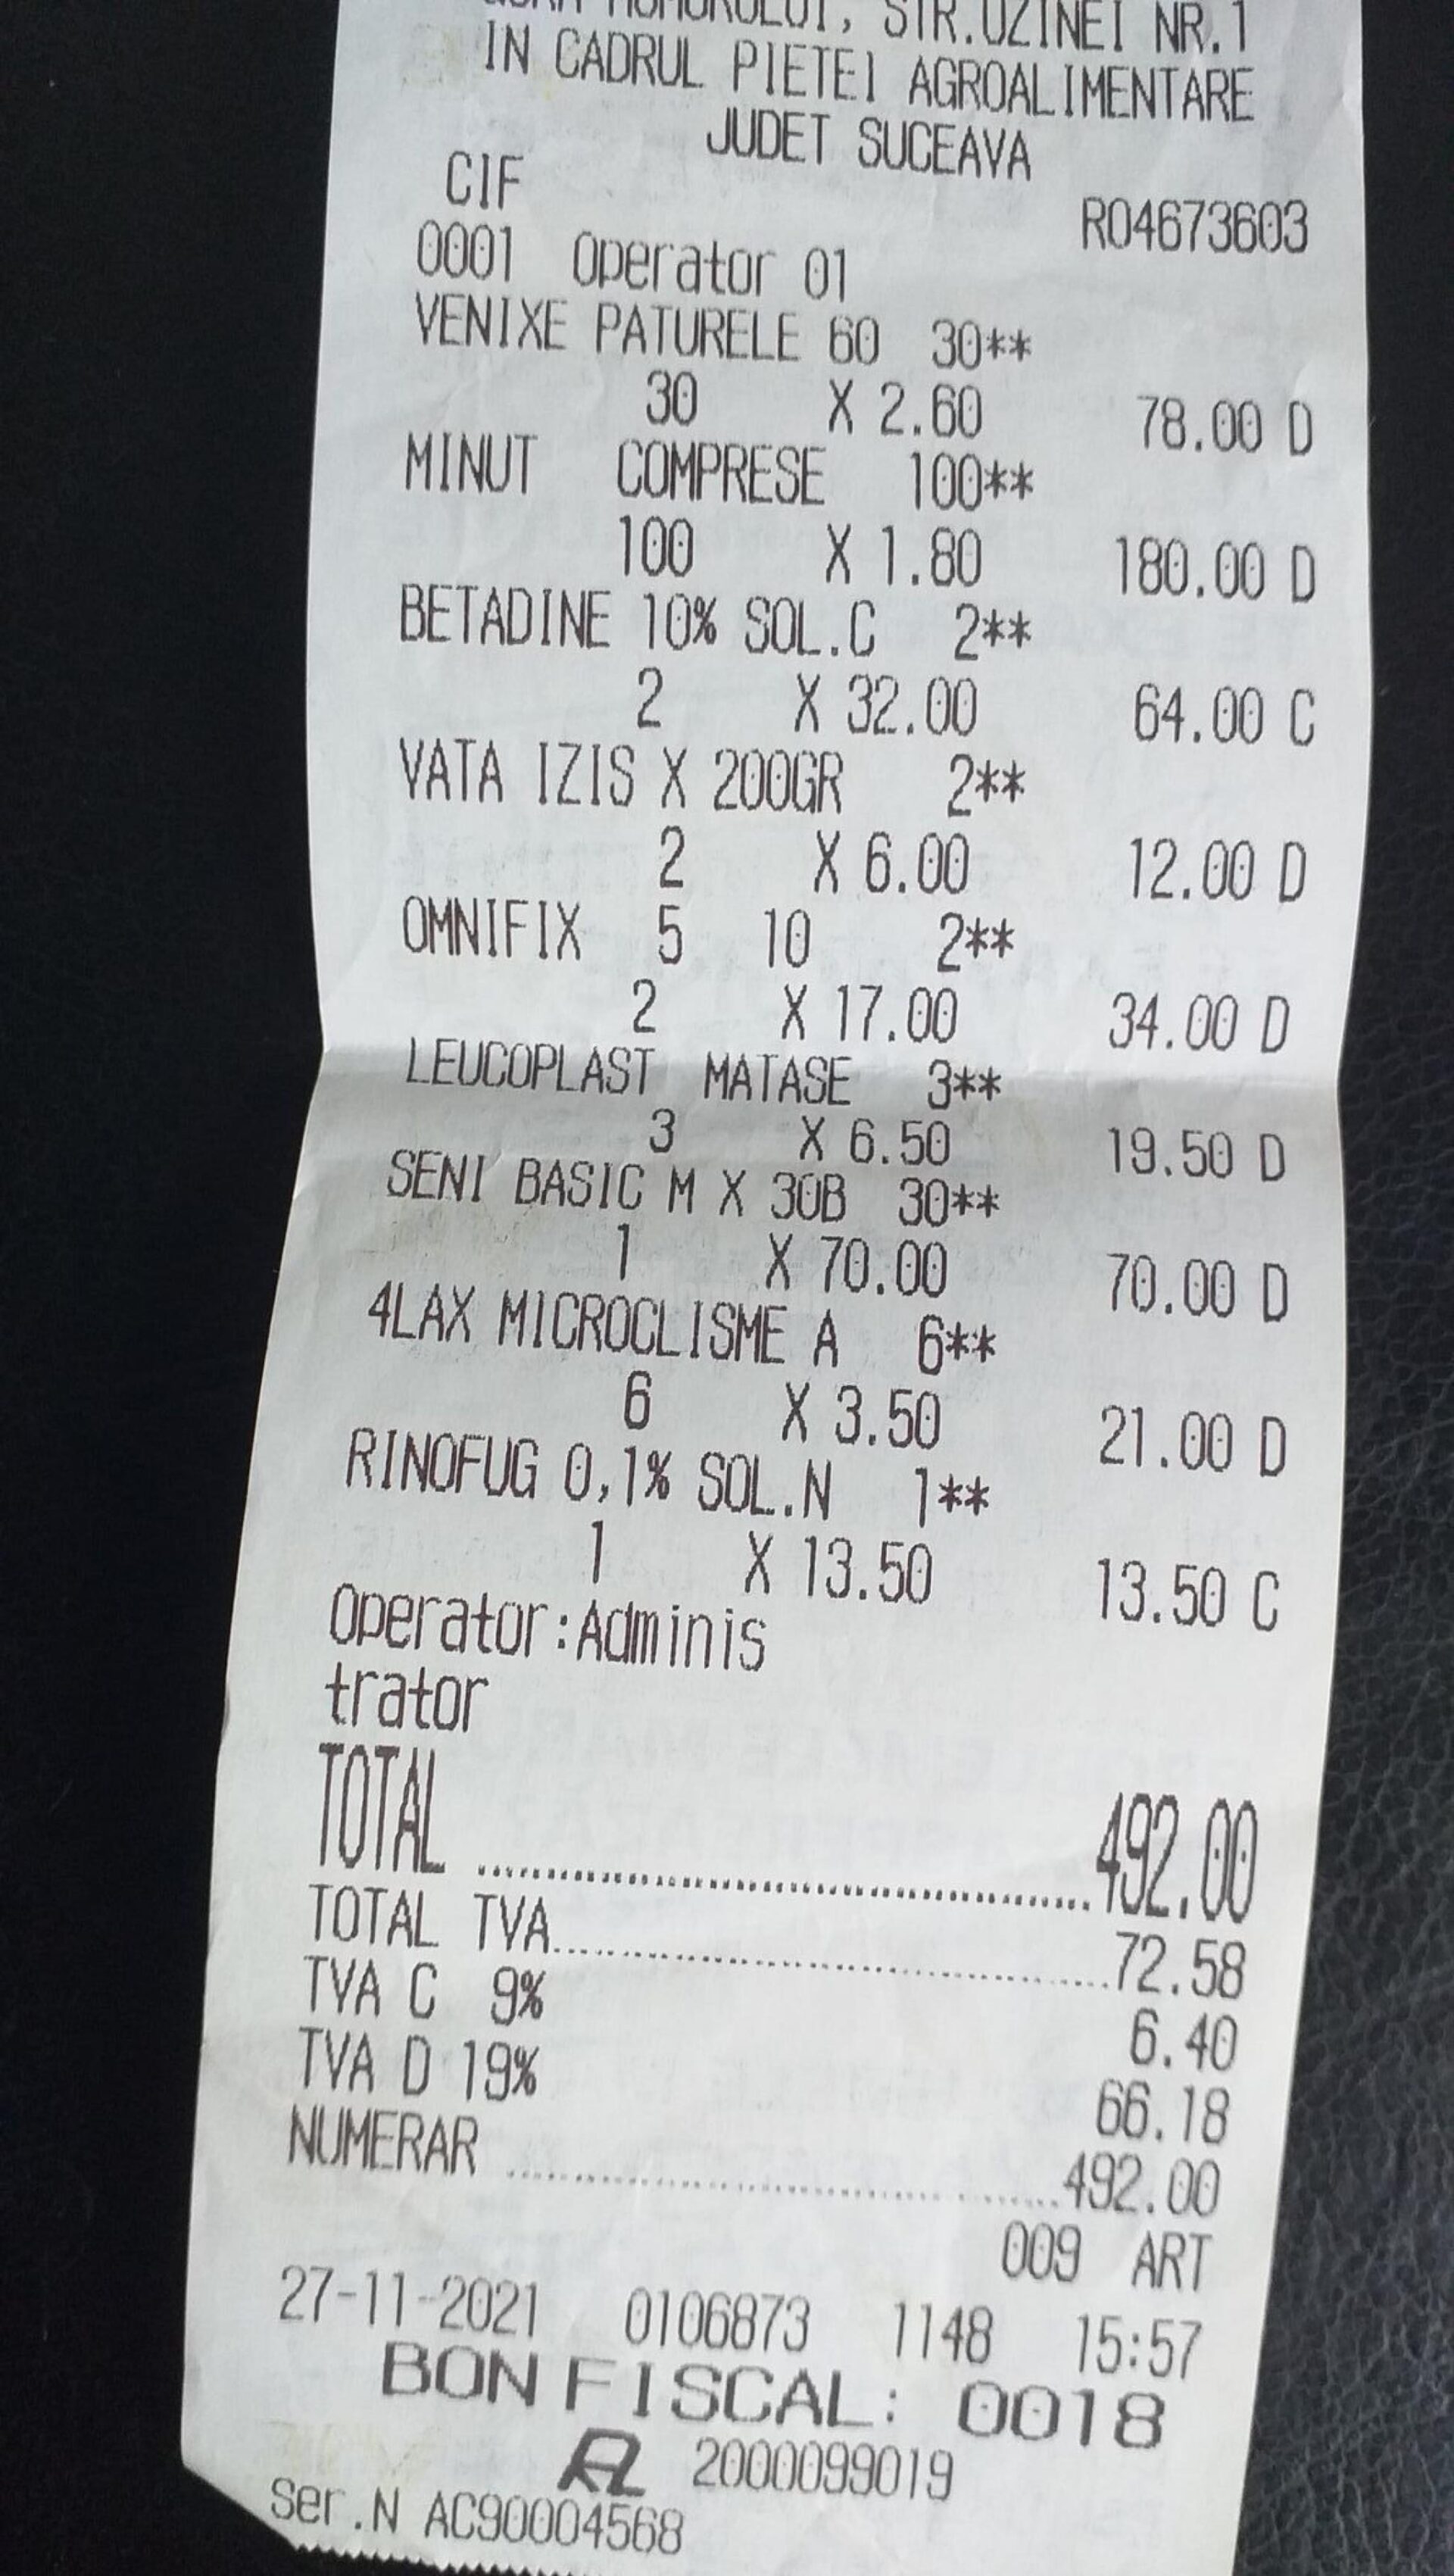 HUMORULUI, STR.UZINEI NR.1
IN CADRUL PIETEI AGROALIMENTARE
JUDET SUCEAVA
CIF RO4673603
0001 Operator 01
VENIXE PATURELE 60 30**
30 X 2.60 78.00 D
MINUT COMPRESE 100**
100 X 1.80 180.00 D
BETADINE 10% SOL.C 2**
2 X 32.00 64.00 C
VATA IZIS X 200GR 2**
2 X 6.00 12.00 D
OMNIFIX 5 10 2**
2 X 17.00 34.00 D
LEUCOPLAST MATASE 3**
3 X 6.50 19.50 D
SENI BASIC M X 30B 30**
1 X 70.00 70.00 D
4LAX MICROCLISME A 6**
6 X 3.50 21.00 D
RINOFUG 0,1% SOL.N 1**
1 X 13.50 13.50 C
Operator:Adminis
trator
TOTAL 492.00
TOTAL TVA 72.58
TVA C 9% 6.40
TVA D 19% 66.18
NUMERAR 492.00
009 ART
27-11-2021 0106873 1148 15:57
BON FISCAL: 0018
2000099019
Ser.N AC90004568